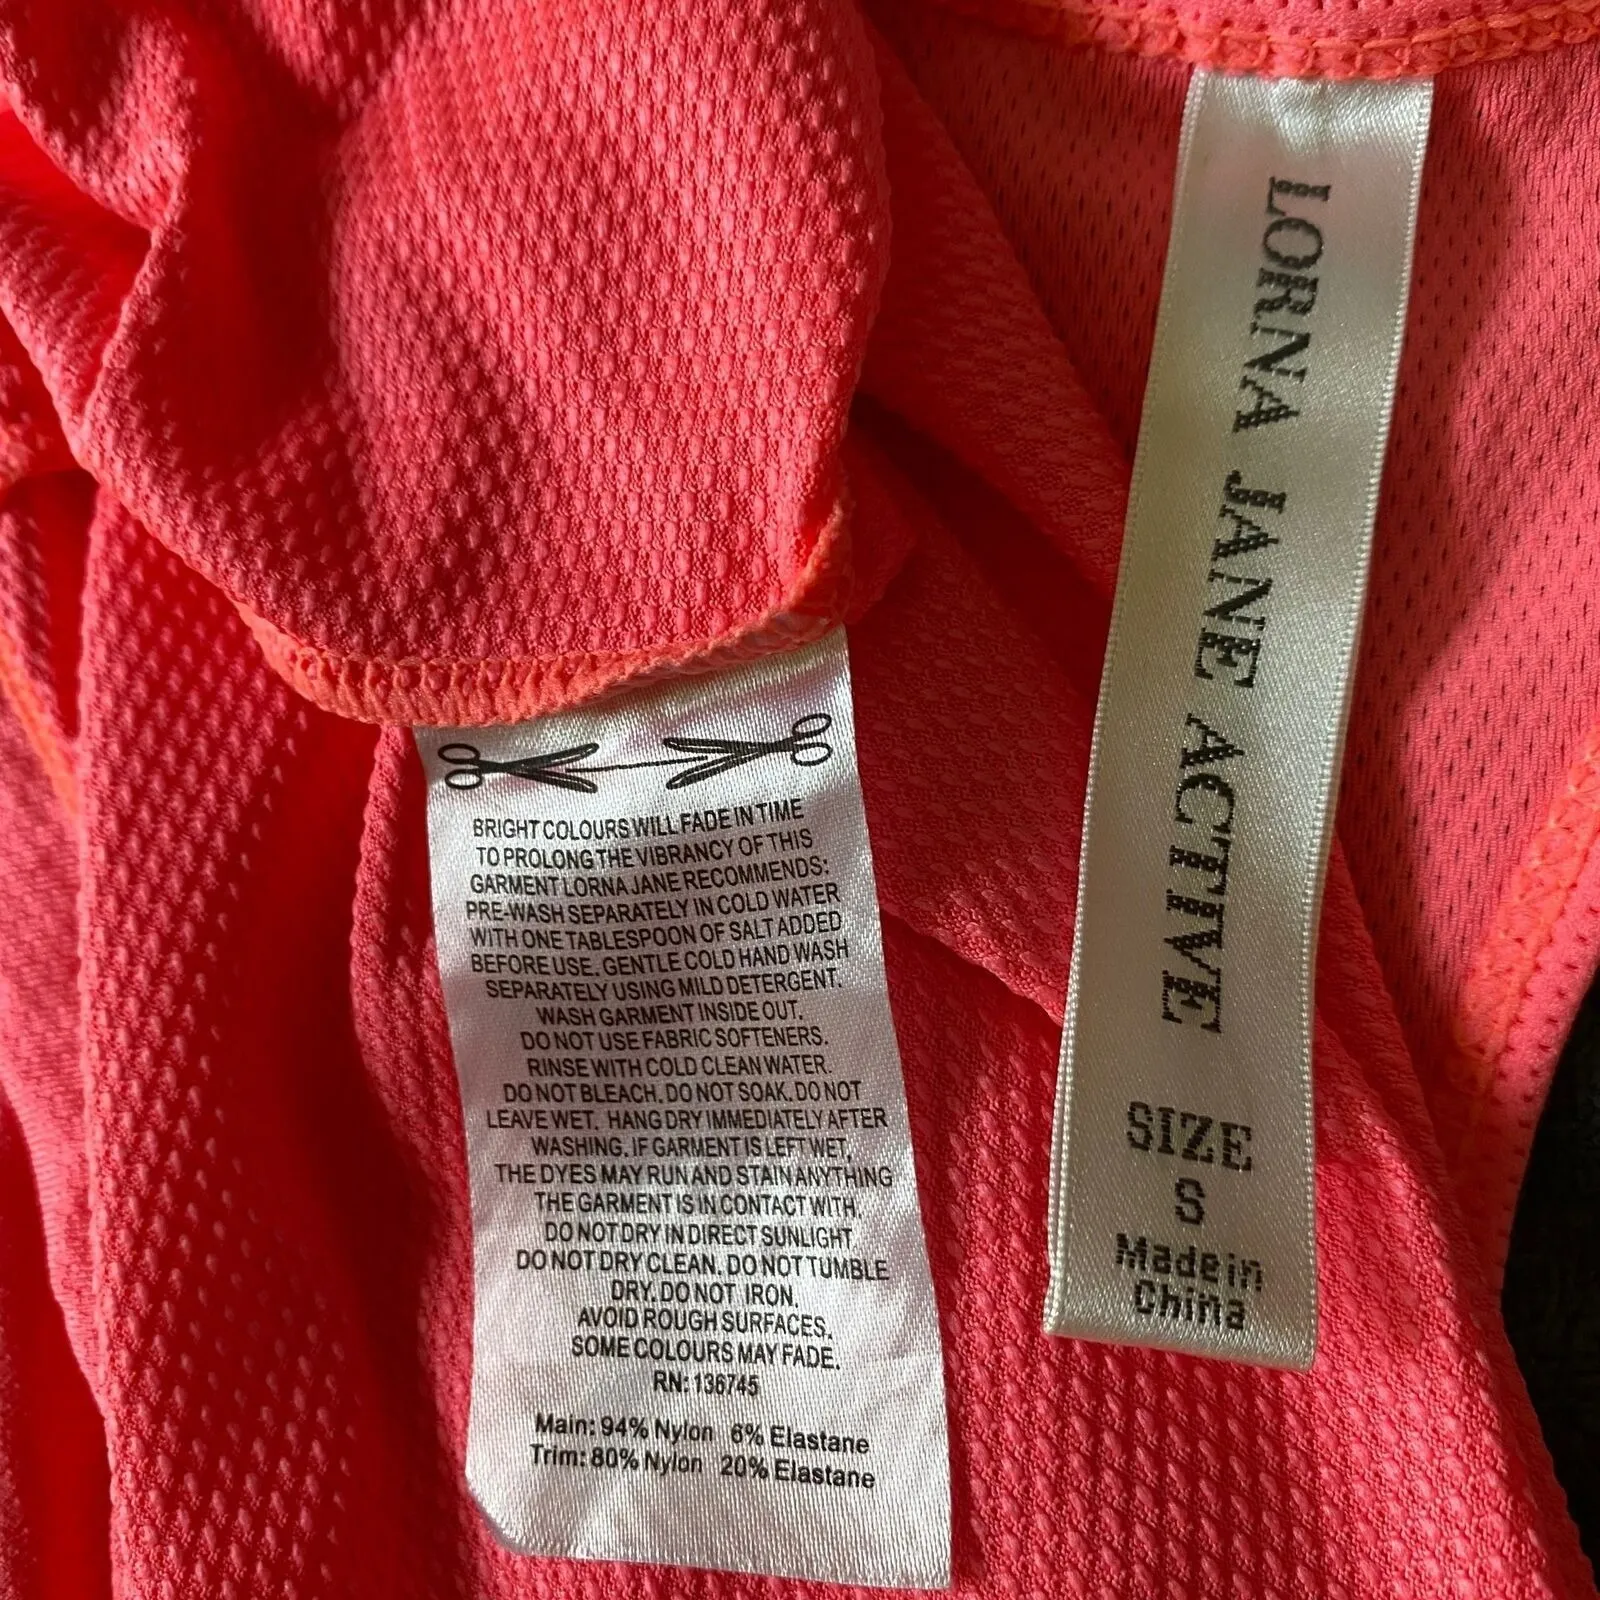 BRIGHT COLOURS WILL FADE IN TIME
TO PROLONG THE VIBRANCY OF THIS
GARMENT LORNA JANE RECOMMENDS:
PRE-WASH SEPARATELY IN COLD WATER
WITH ONE TABLESPOON OF SALT ADDED
BEFORE USE. GENTLE COLD HAND WASH
SEPARATELY USING MILD DETERGENT.
WASH GARMENT INSIDE OUT.
DO NOT USE FABRIC SOFTENERS.
RINSE WITH COLD CLEAN WATER.
DO NOT BLEACH. DO NOT SOAK. DO NOT
LEAVE WET. HANG DRY IMMEDIATELY AFTER
WASHING. IF GARMENT IS LEFT WET,
THE DYES MAY RUN AND STAIN ANYTHING
THE GARMENT IS IN CONTACT WITH.
DO NOT DRY IN DIRECT SUNLIGHT
DO NOT DRY CLEAN. DO NOT TUMBLE
DRY. DO NOT IRON.
AVOID ROUGH SURFACES.
SOME COLOURS MAY FADE.
RN: 136745
Main: 94% Nylon 6% Elastane
Trim: 80% Nylon 20% Elastane
LORNA JANE ACTIVE
SIZE
S
Made in
China